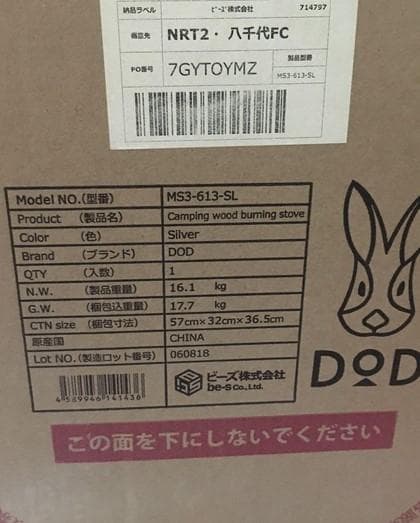 納品ラベル ビーズ株式会社 714797
納品先 NRT2・ 八千代FC
PO番号 7GYTOYMZ 製品型番 MS3-613-SL
Model NO.(型番) MS3-613-SL
Product (製品名) Camping wood burning stove
Color (色) Silver
Brand (ブランド) DOD
QTY (入数) 1
N.W. (製品重量) 16.1 kg
G.W. (梱包込重量) 17.7 kg
CTN size (梱包寸法) 57cm×32cm×36.5cm
原産国 CHINA
Lot NO.(製造ロット番号) 060818
4589946141436
ビーズ株式会社
be-s Co., Ltd.
DOD
この面を下にしないでください